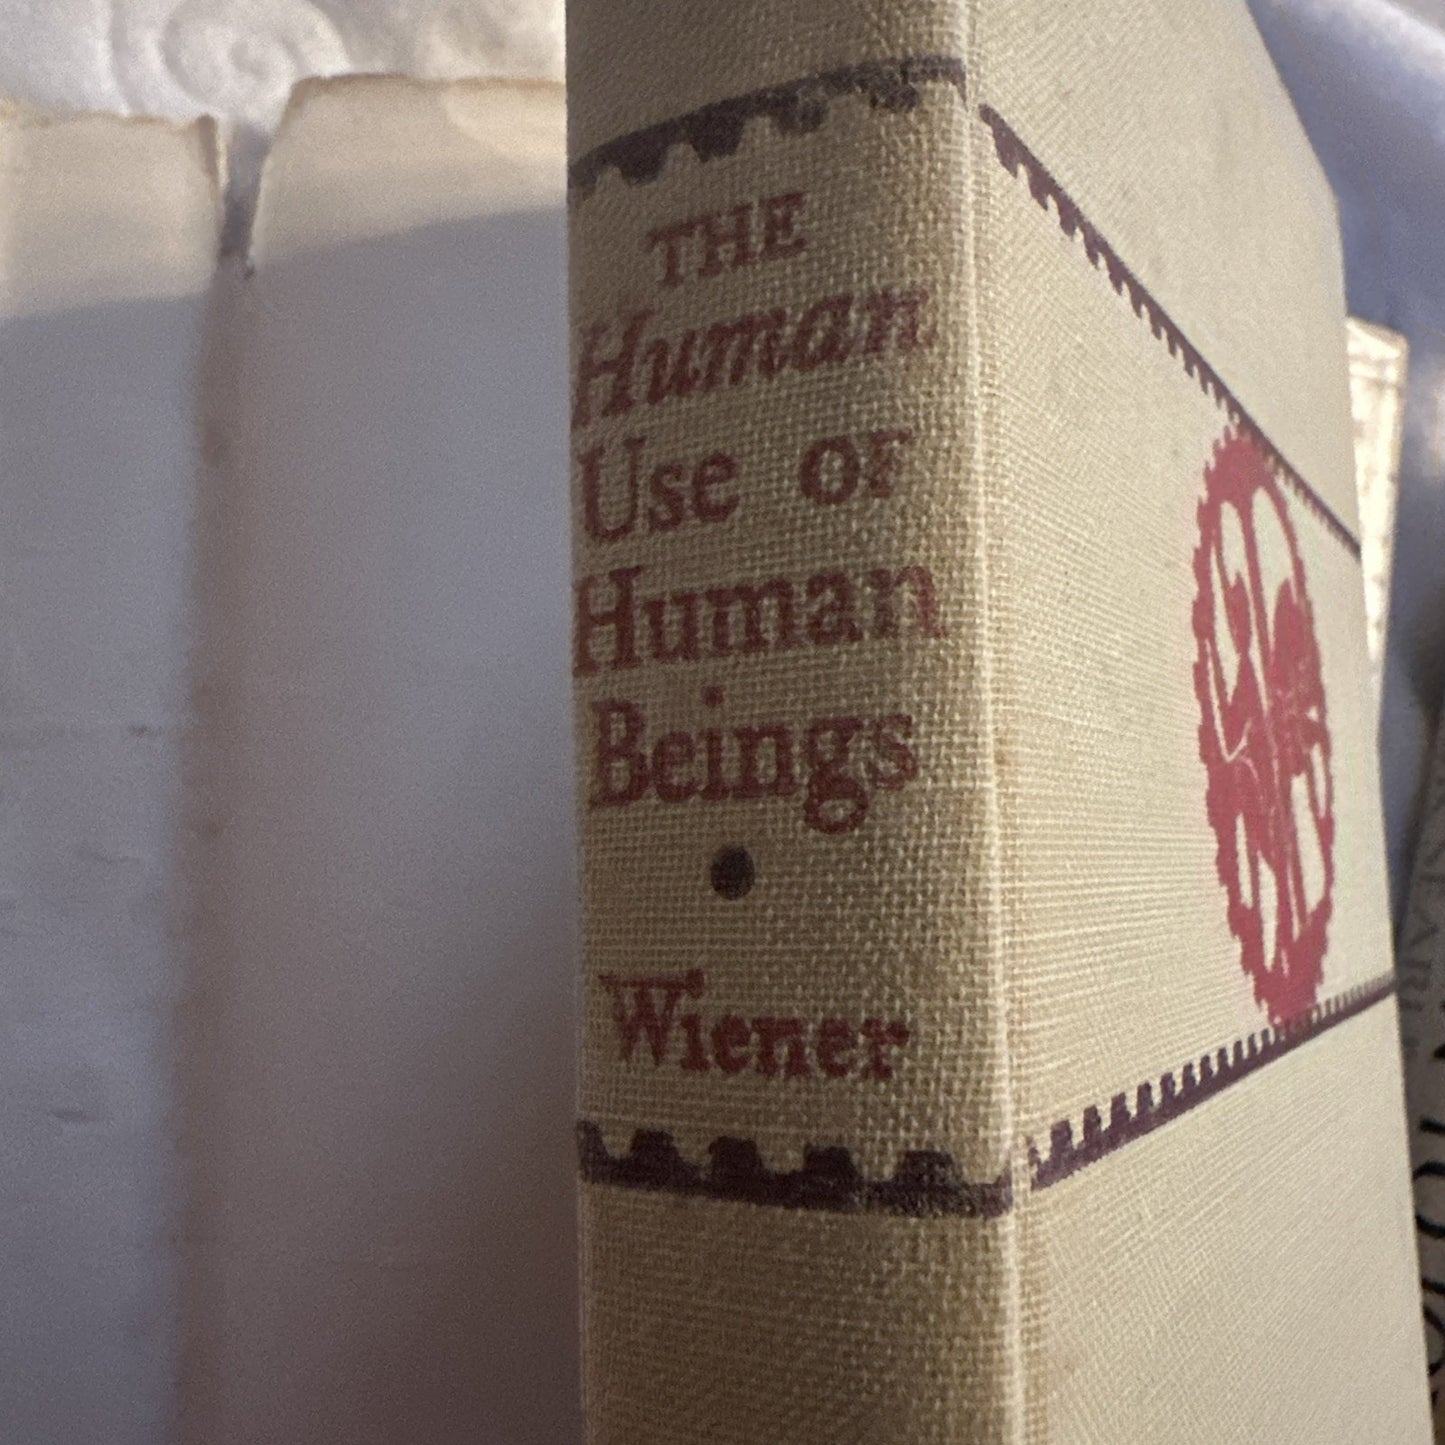 THE
Human
Use of
Human
Beings
Wiener